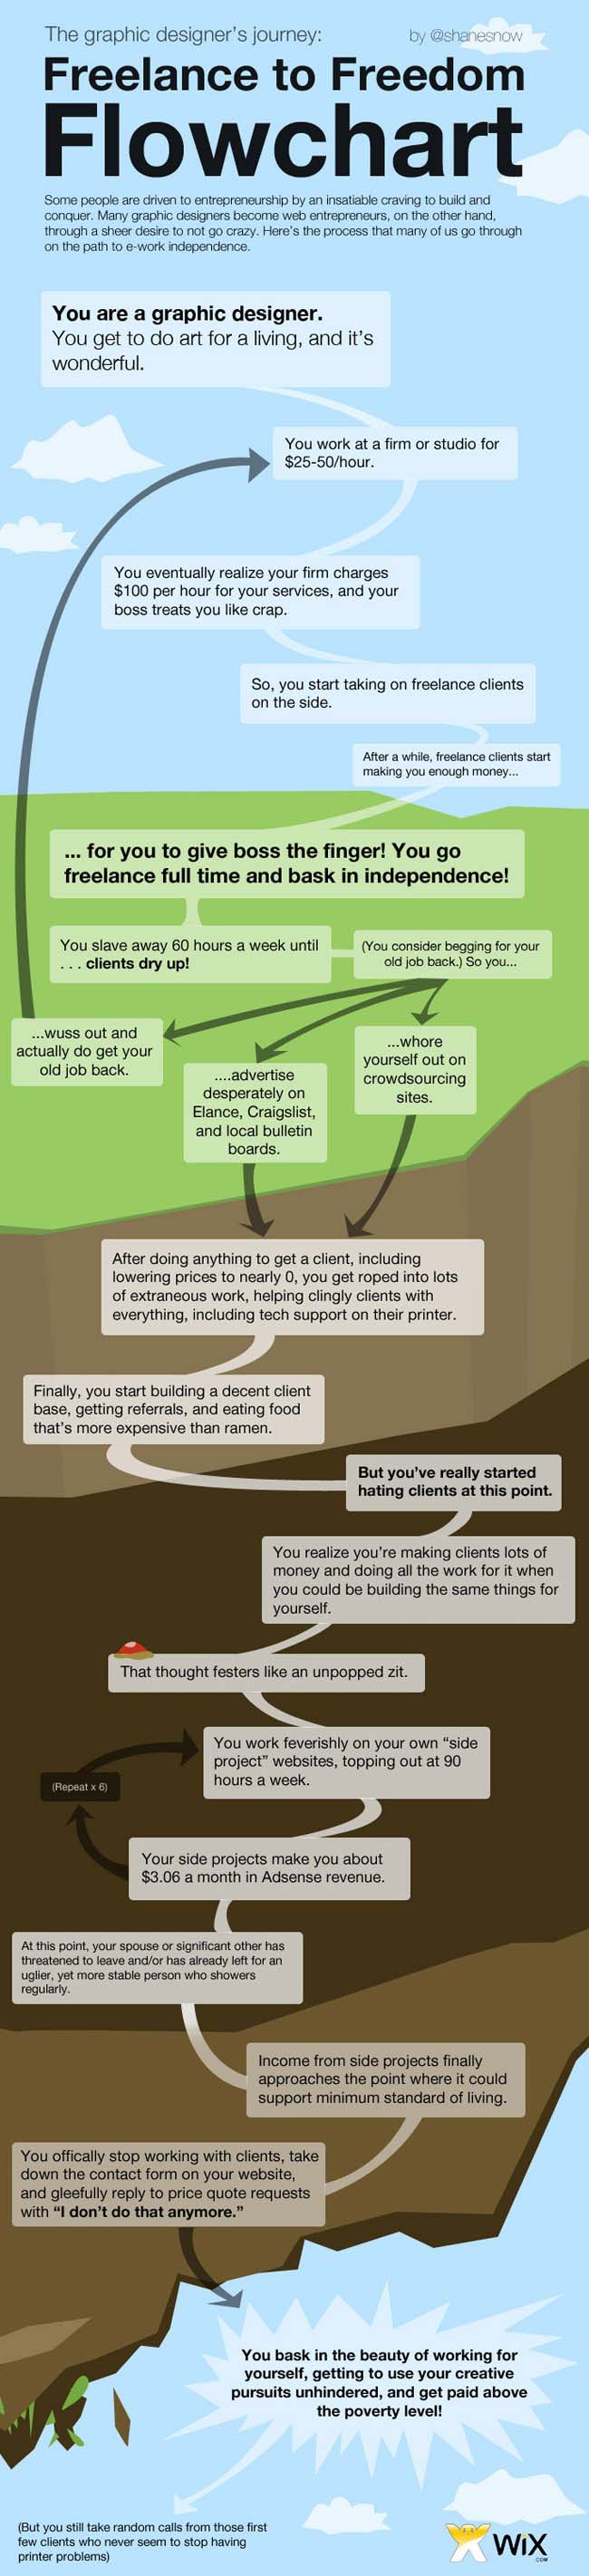 The graphic designer's journey:
by @shanesnow
Freelance to Freedom
Flowchart
Some people are driven to entrepreneurship by an insatiable craving to build and
conquer. Many graphic designers become web entrepreneurs, on the other hand,
through a sheer desire to not go crazy. Here's the process that many of us go through
on the path to e-work independence.
You are a graphic designer.
You get to do art for a living, and it's
wonderful.
You work at a firm or studio for
$25-50/hour.
You eventually realize your firm charges
$100 per hour for your services, and your
boss treats you like crap.
So, you start taking on freelance clients
on the side.
After a while, freelance clients start
making you enough money...
... for you to give boss the finger! You go
freelance full time and bask in independence!
You slave away 60 hours a week until
. . . clients dry up!
(You consider begging for your
old job back.) So you...
...wuss out and
actually do get your
old job back.
....advertise
desperately on
Elance, Craigslist,
and local bulletin
boards.
...whore
yourself out on
crowdsourcing
sites.
After doing anything to get a client, including
lowering prices to nearly 0, you get roped into lots
of extraneous work, helping clingly clients with
everything, including tech support on their printer.
Finally, you start building a decent client
base, getting referrals, and eating food
that's more expensive than ramen.
But you've really started
hating clients at this point.
You realize you're making clients lots of
money and doing all the work for it when
you could be building the same things for
yourself.
That thought festers like an unpopped zit.
You work feverishly on your own "side
project" websites, topping out at 90
hours a week.
(Repeat x 6)
Your side projects make you about
$3.06 a month in Adsense revenue.
At this point, your spouse or significant other has
threatened to leave and/or has already left for an
uglier, yet more stable person who showers
regularly.
Income from side projects finally
approaches the point where it could
support minimum standard of living.
You offically stop working with clients, take
down the contact form on your website,
and gleefully reply to price quote requests
with "I don't do that anymore."
You bask in the beauty of working for
yourself, getting to use your creative
pursuits unhindered, and get paid above
the poverty level!
(But you still take random calls from those first
few clients who never seem to stop having
printer problems)
WiX
.COM